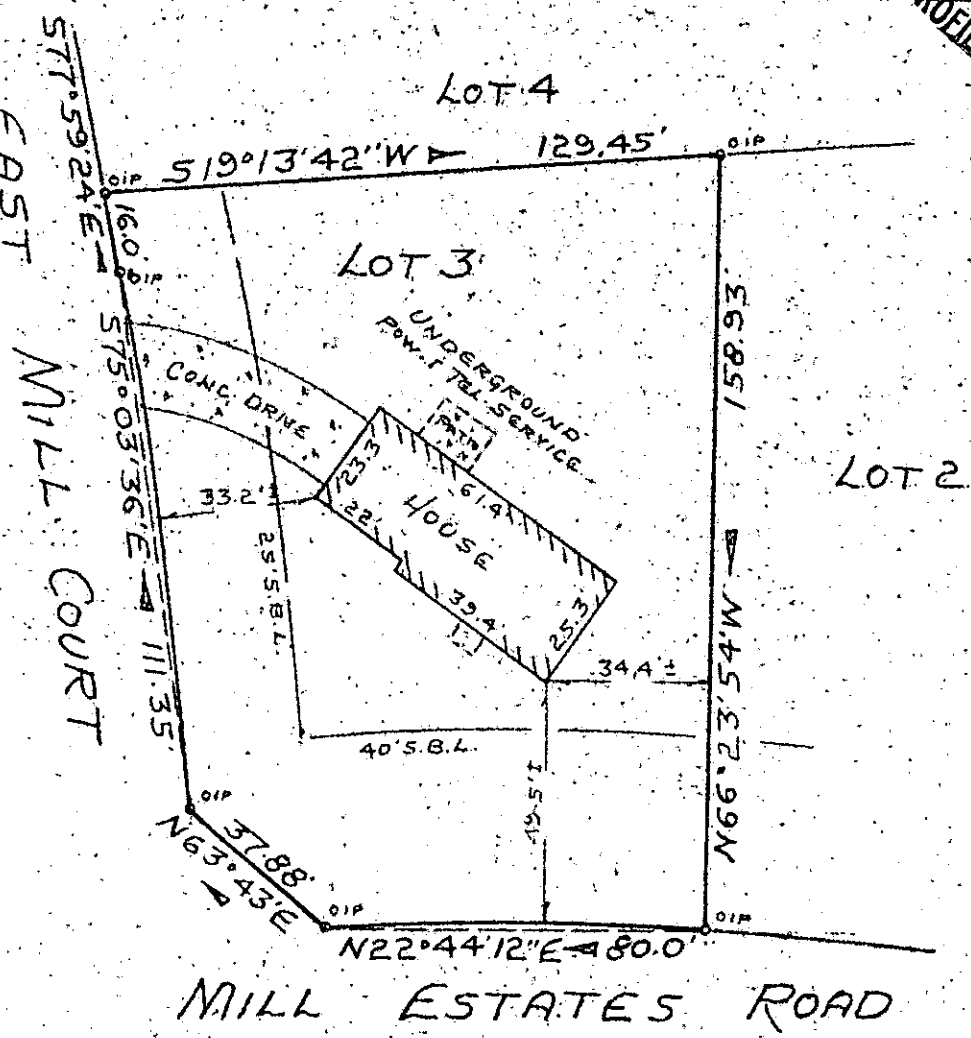 LOT 4
S19°13'42"W 129.45'
OIP
OIP
S77°59'24"E
16.0'
OIP
LOT 3
UNDERGROUND
POW. & TEL SERVICE
PATIO
CONC. DRIVE
S75°03'36"E 111.35'
33.2'±
23.3
22'
61.4
HOUSE
39.4
25.3
34.4'±
25' S.B.L.
40' S.B.L.
158.93'
N66°23'54"W
LOT 2
EAST MILL COURT
OIP
37.88'
N63°43'E
OIP
OIP
N22°44'12"E 80.0'
MILL ESTATES ROAD